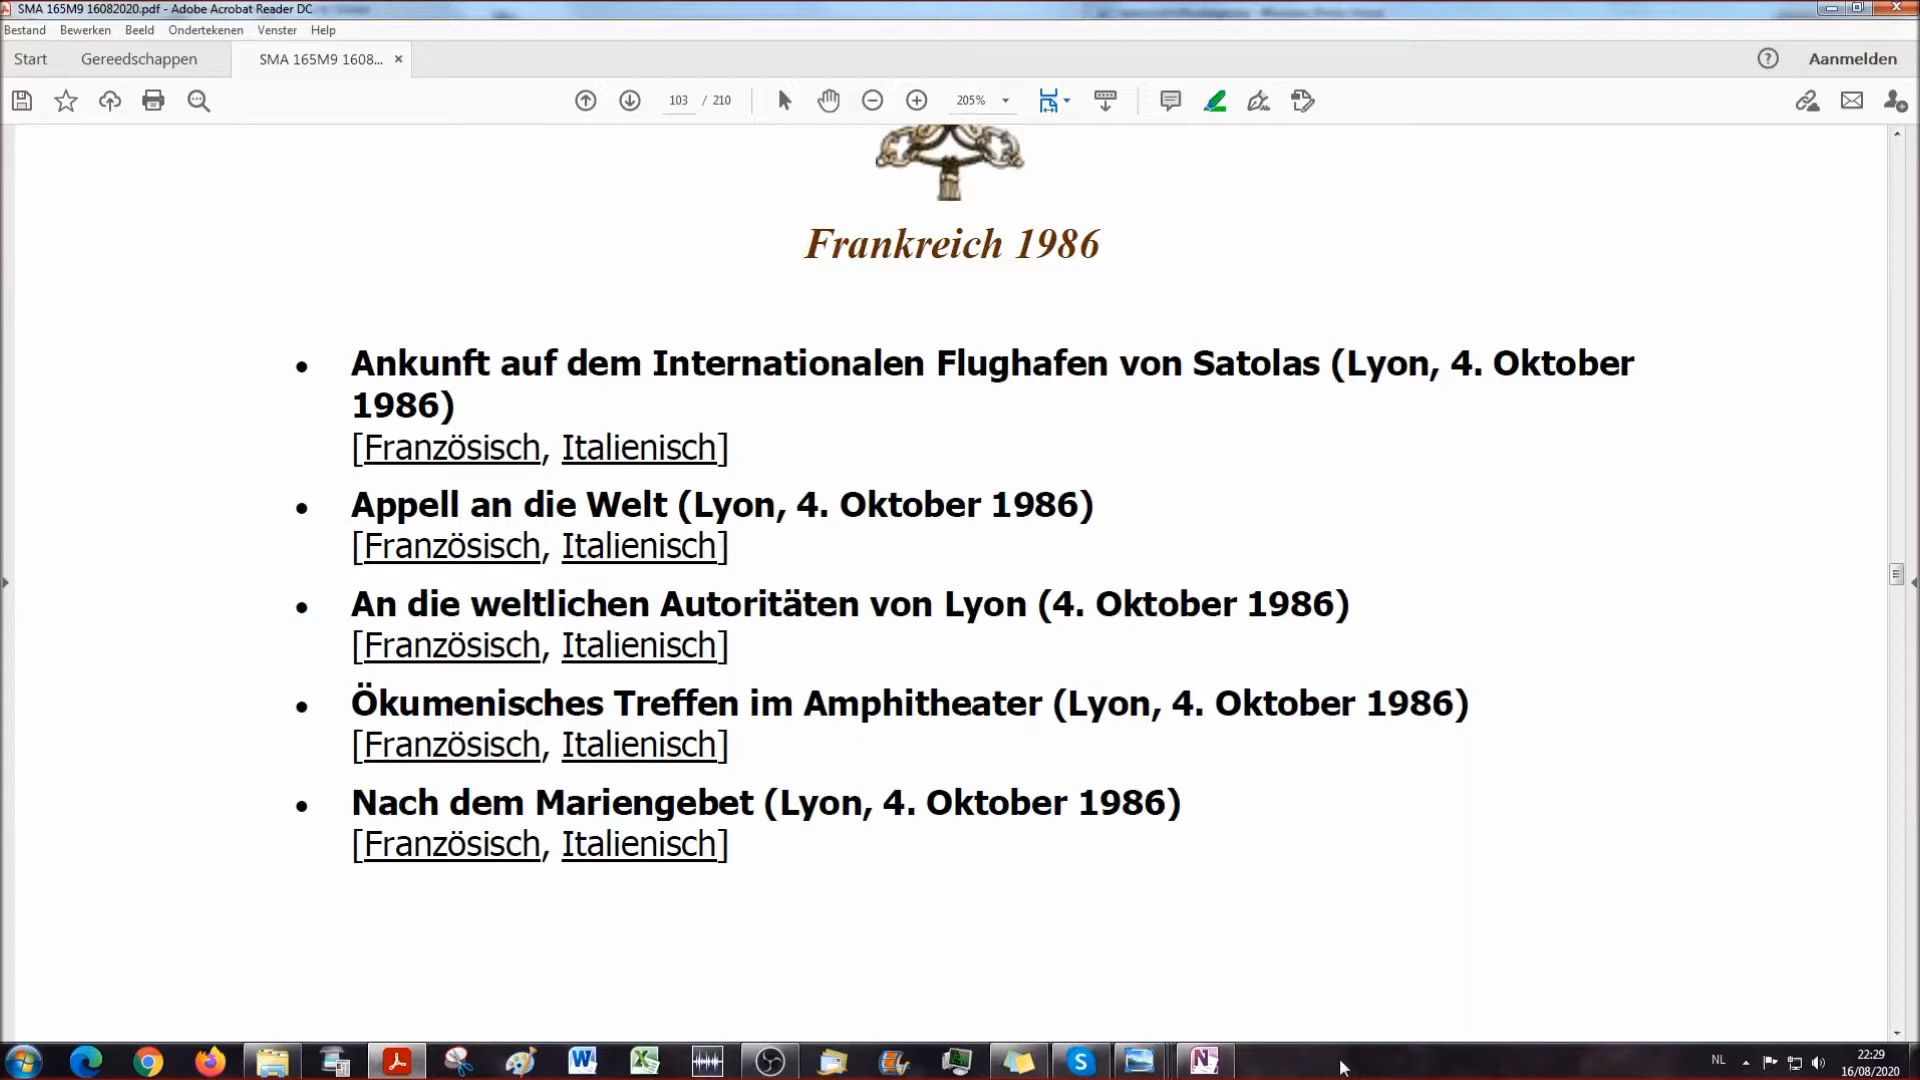 SMA 165M9 16082020.pdf - Adobe Acrobat Reader DC
Bestand Bewerken Beeld Ondertekenen Venster Help
Start Gereedschappen SMA 165M9 1608... × Aanmelden
103 / 210 205%
Frankreich 1986
• Ankunft auf dem Internationalen Flughafen von Satolas (Lyon, 4. Oktober
1986)
[Französisch, Italienisch]
• Appell an die Welt (Lyon, 4. Oktober 1986)
[Französisch, Italienisch]
• An die weltlichen Autoritäten von Lyon (4. Oktober 1986)
[Französisch, Italienisch]
• Ökumenisches Treffen im Amphitheater (Lyon, 4. Oktober 1986)
[Französisch, Italienisch]
• Nach dem Mariengebet (Lyon, 4. Oktober 1986)
[Französisch, Italienisch]
NL 22:29
16/08/2020